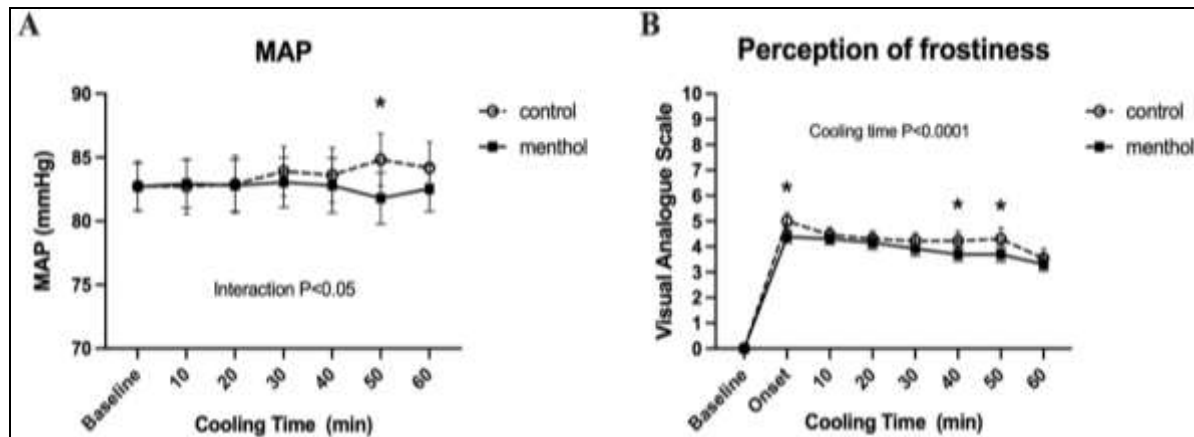 A
MAP
90
85
80
75
70
MAP (mmHg)
*
control
menthol
Interaction P<0.05
Baseline
10
20
30
40
50
60
Cooling Time (min)
B
Perception of frostiness
10
9
8
7
6
5
4
3
2
1
0
Visual Analogue Scale
Cooling time P<0.0001
*
*
*
control
menthol
Baseline
Onset
10
20
30
40
50
60
Cooling Time (min)